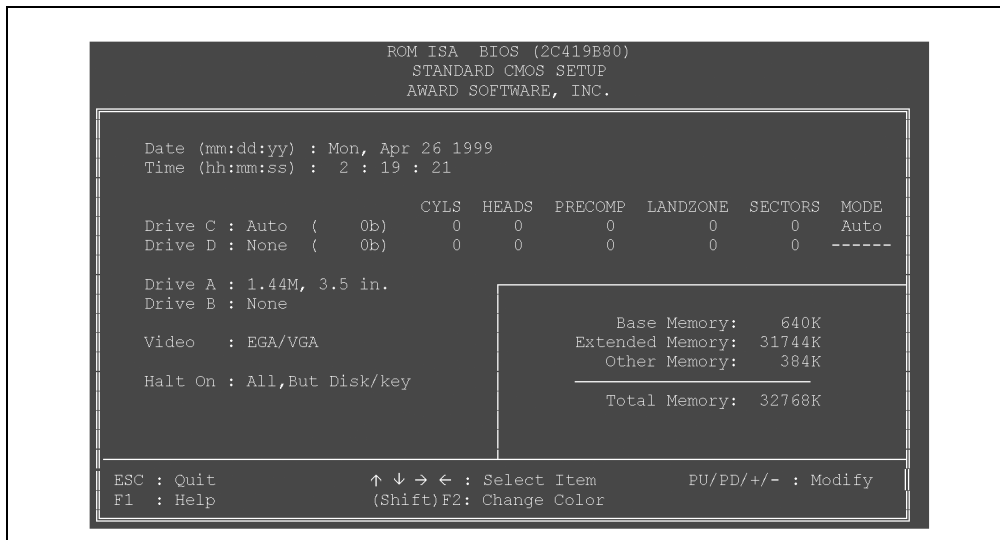 ROM ISA BIOS (2C419B80)
STANDARD CMOS SETUP
AWARD SOFTWARE, INC.
Date (mm:dd:yy) : Mon, Apr 26 1999
Time (hh:mm:ss) : 2 : 19 : 21
CYLS HEADS PRECOMP LANDZONE SECTORS MODE
Drive C : Auto ( 0b) 0 0 0 0 0 Auto
Drive D : None ( 0b) 0 0 0 0 0 ------
Drive A : 1.44M, 3.5 in.
Drive B : None
Video : EGA/VGA
Halt On : All,But Disk/key
Base Memory: 640K
Extended Memory: 31744K
Other Memory: 384K
Total Memory: 32768K
ESC : Quit ↑ ↓ → ← : Select Item PU/PD/+/- : Modify
F1 : Help (Shift)F2: Change Color